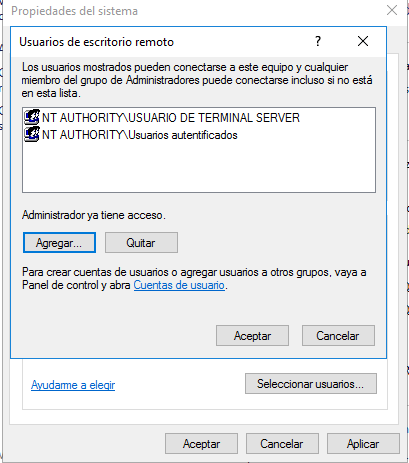 Propiedades del sistema
Usuarios de escritorio remoto
?
Los usuarios mostrados pueden conectarse a este equipo y cualquier
miembro del grupo de Administradores puede conectarse incluso si no está
en esta lista.
NT AUTHORITY\USUARIO DE TERMINAL SERVER
NT AUTHORITY\Usuarios autentificados
Administrador ya tiene acceso.
Agregar... Quitar
Para crear cuentas de usuarios o agregar usuarios a otros grupos, vaya a
Panel de control y abra Cuentas de usuario.
Aceptar Cancelar
Ayudarme a elegir Seleccionar usuarios...
Aceptar Cancelar Aplicar